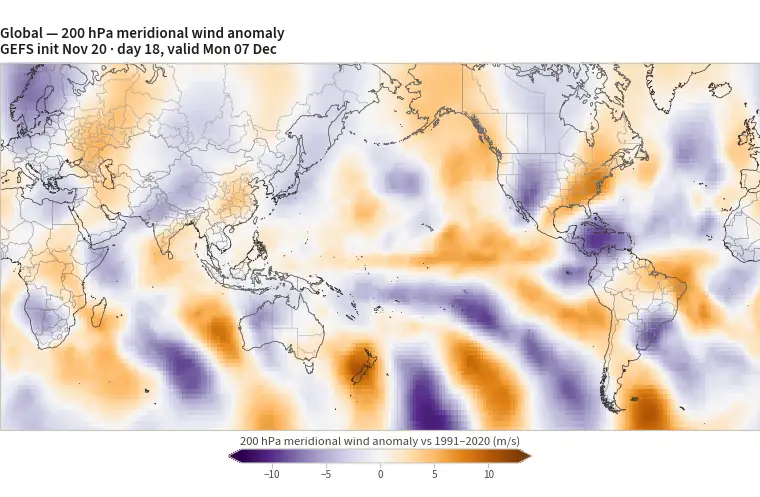 Global — 200 hPa meridional wind anomaly
GEFS init Nov 20 · day 18, valid Mon 07 Dec
200 hPa meridional wind anomaly vs 1991–2020 (m/s)
−10 −5 0 5 10